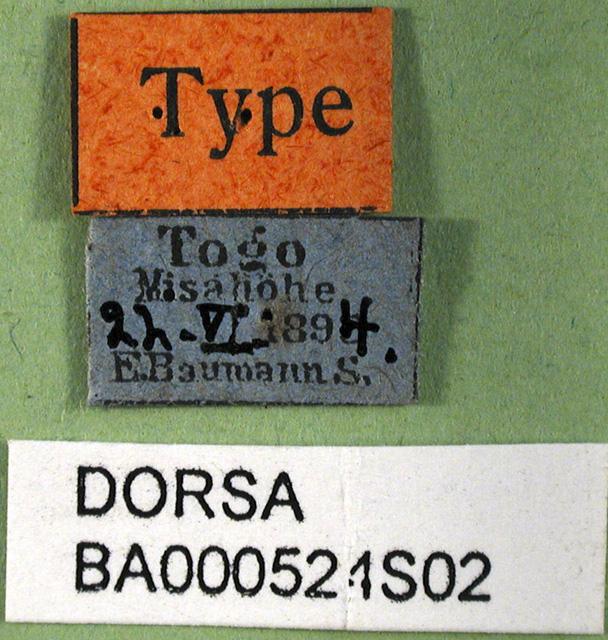 Type
Togo
Misahöhe
22.VI.1894.
E.Baumann S.
DORSA
BA000521S02